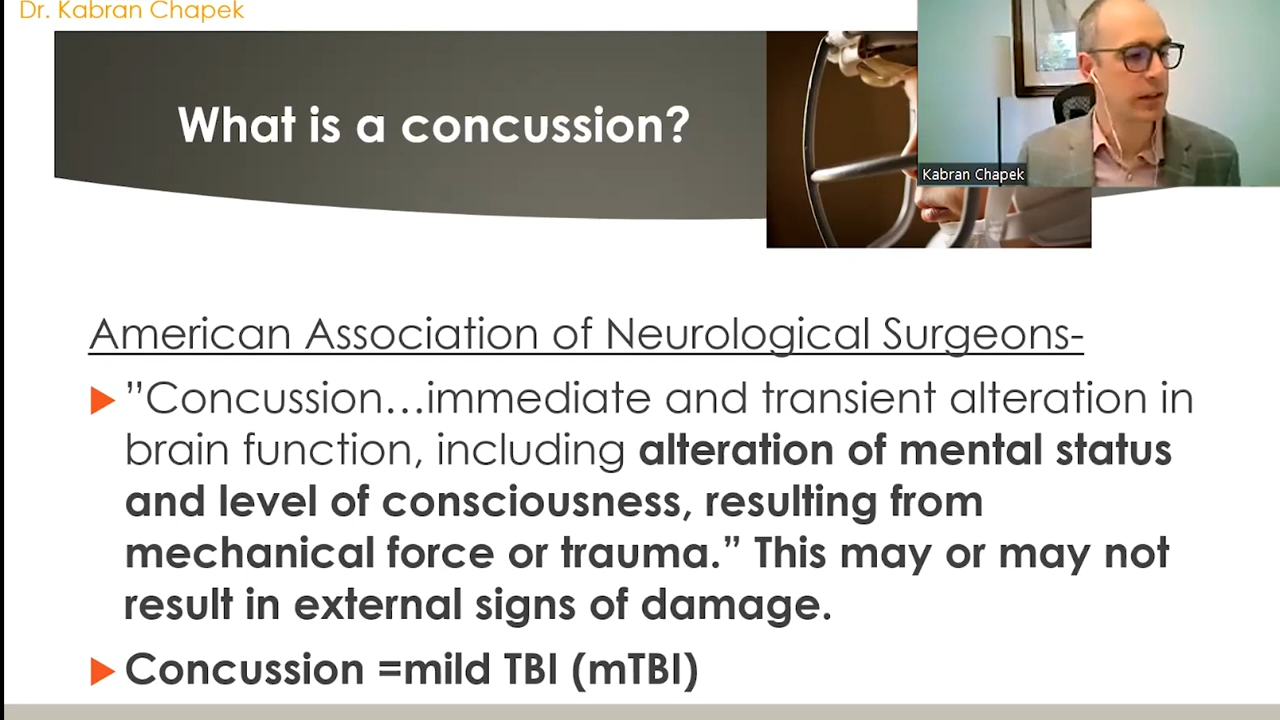 Dr. Kabran Chapek
What is a concussion?
Kabran Chapek
American Association of Neurological Surgeons-
”Concussion…immediate and transient alteration in
brain function, including alteration of mental status
and level of consciousness, resulting from
mechanical force or trauma.” This may or may not
result in external signs of damage.
Concussion =mild TBI (mTBI)